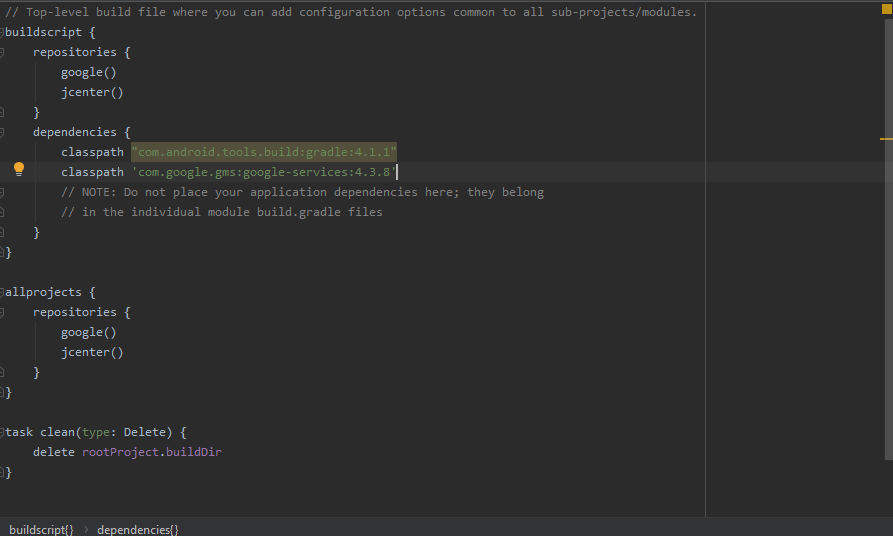 // Top-level build file where you can add configuration options common to all sub-projects/modules.
buildscript {
    repositories {
        google()
        jcenter()
    }
    dependencies {
        classpath "com.android.tools.build:gradle:4.1.1"
        classpath 'com.google.gms:google-services:4.3.8'
        // NOTE: Do not place your application dependencies here; they belong
        // in the individual module build.gradle files
    }
}
allprojects {
    repositories {
        google()
        jcenter()
    }
}
task clean(type: Delete) {
    delete rootProject.buildDir
}
buildscript{} › dependencies{}